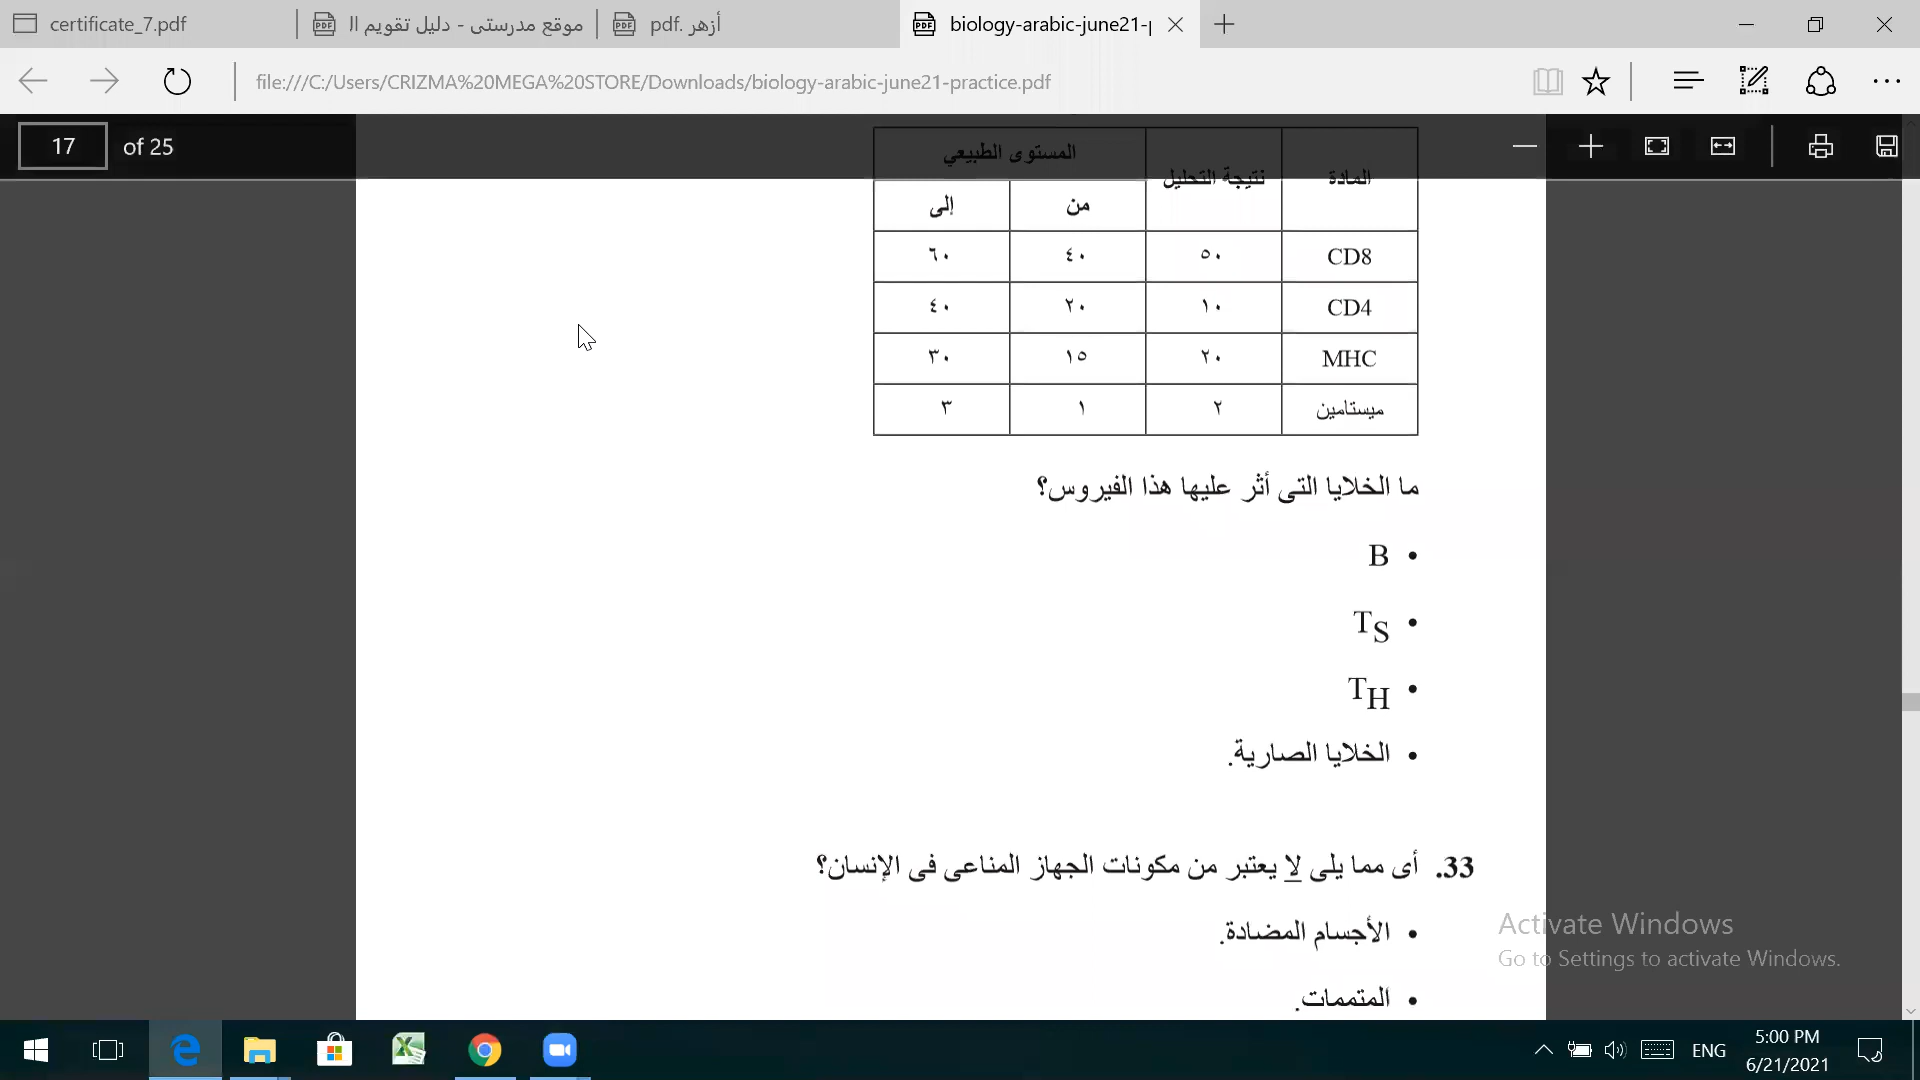 certificate_7.pdf
موقع مدرستى - دليل تقويم ال
أزهر .pdf
biology-arabic-june21-p
file:///C:/Users/CRIZMA%20MEGA%20STORE/Downloads/biology-arabic-june21-practice.pdf
17 of 25
المادة نتيجة التحليل المستوى الطبيعي
من إلى
CD8 ٥٠ ٤٠ ٦٠
CD4 ١٠ ٢٠ ٤٠
MHC ٢٠ ١٥ ٣٠
ميستامين ٢ ١ ٣
ما الخلايا التى أثر عليها هذا الفيروس؟
• B
• TS
• TH
• الخلايا الصارية.
33. أى مما يلى لا يعتبر من مكونات الجهاز المناعى فى الإنسان؟
• الأجسام المضادة.
• المتممات.
Activate Windows
Go to Settings to activate Windows.
ENG
5:00 PM
6/21/2021